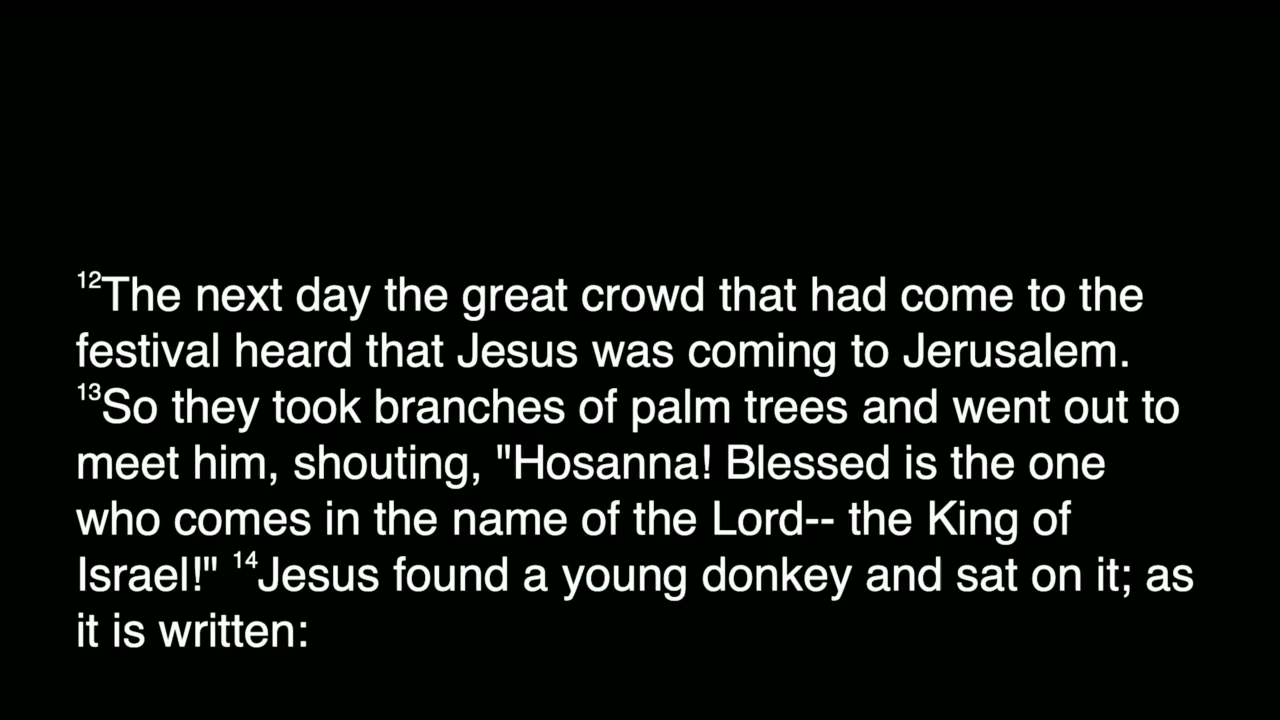 12The next day the great crowd that had come to the
festival heard that Jesus was coming to Jerusalem.
13So they took branches of palm trees and went out to
meet him, shouting, "Hosanna! Blessed is the one
who comes in the name of the Lord-- the King of
Israel!" 14Jesus found a young donkey and sat on it; as
it is written: